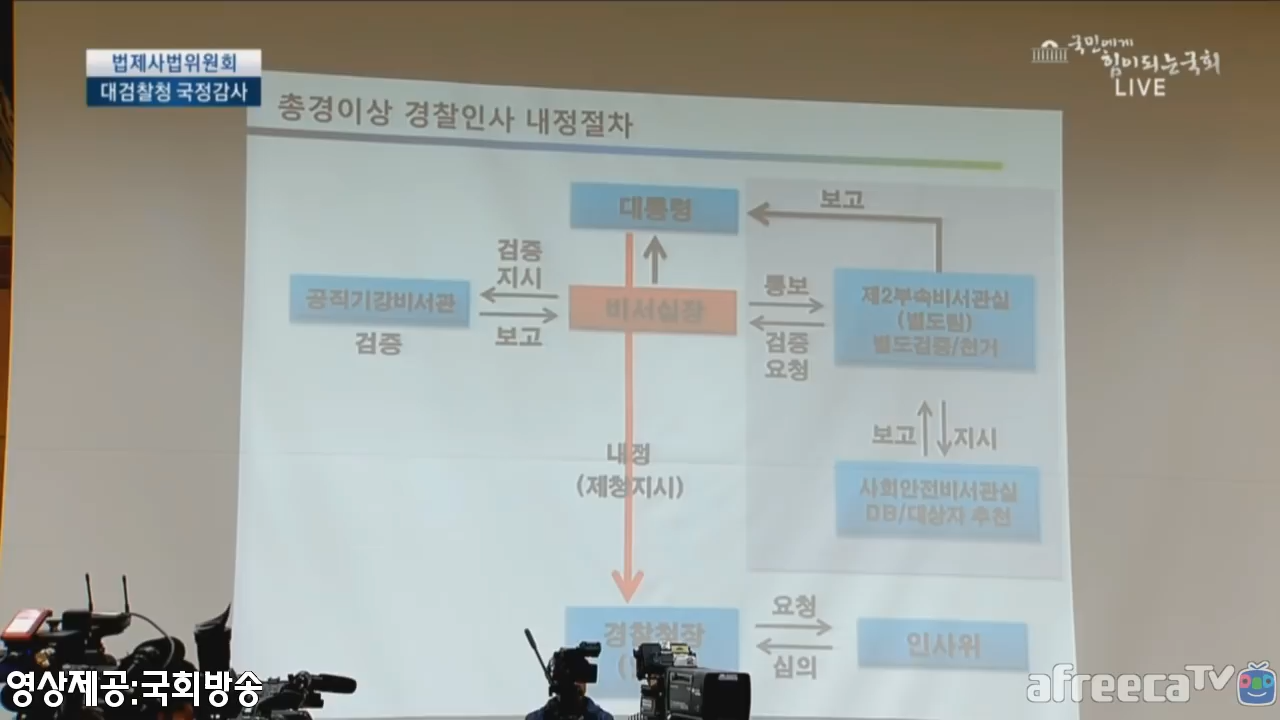 법제사법위원회
대검찰청 국정감사
국민에게
힘이되는국회
LIVE
총경이상 경찰인사 내정절차
대통령
보고
검증
지시
공직기강비서관
비서실장
통보
제2부속비서관실
(별도팀)
별도검증/천거
검증
보고
검증
요청
보고
지시
내정
(제청지시)
사회안전비서관실
DB/대상지 추천
경찰청장
요청
인사위
심의
영상제공:국회방송
afreecaTV